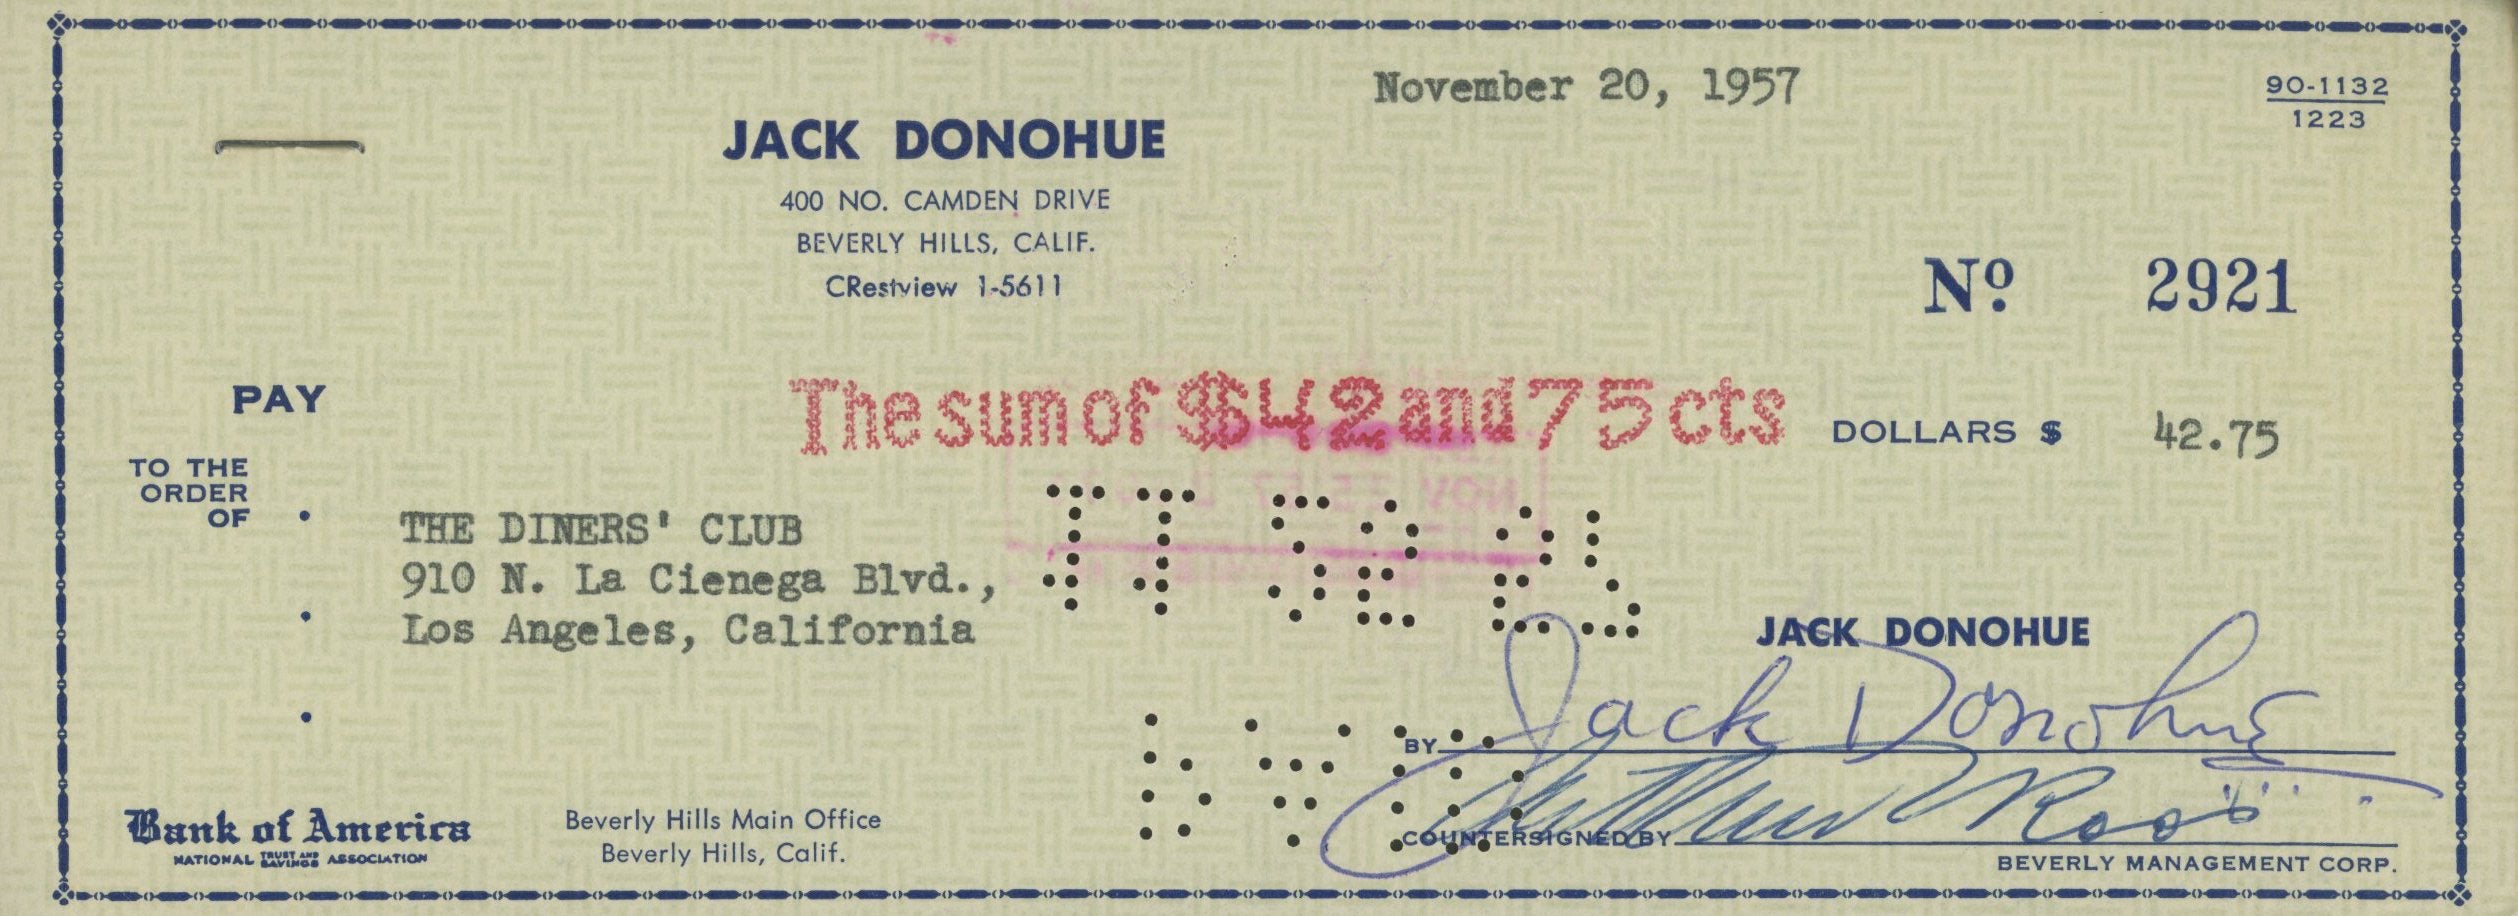 November 20, 1957
90-1132
1223
JACK DONOHUE
400 NO. CAMDEN DRIVE
BEVERLY HILLS, CALIF.
CRestview 1-5611
Nº 2921
PAY
The sum of $42 and 75 cts DOLLARS $ 42.75
TO THE
ORDER
OF
THE DINERS' CLUB
910 N. La Cienega Blvd.,
Los Angeles, California
JACK DONOHUE
BY Jack Donohue
COUNTERSIGNED BY Arthur Ross
BEVERLY MANAGEMENT CORP.
Bank of America
NATIONAL TRUST AND SAVINGS ASSOCIATION
Beverly Hills Main Office
Beverly Hills, Calif.